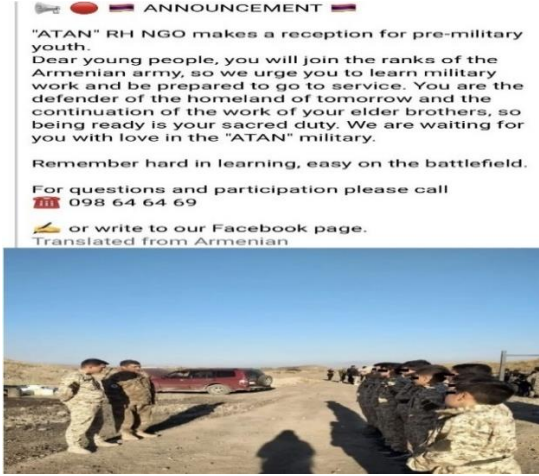 ANNOUNCEMENT
"ATAN" RH NGO makes a reception for pre-military
youth.
Dear young people, you will join the ranks of the
Armenian army, so we urge you to learn military
work and be prepared to go to service. You are the
defender of the homeland of tomorrow and the
continuation of the work of your elder brothers, so
being ready is your sacred duty. We are waiting for
you with love in the "ATAN" military.
Remember hard in learning, easy on the battlefield.
For questions and participation please call
098 64 64 69
or write to our Facebook page.
Translated from Armenian